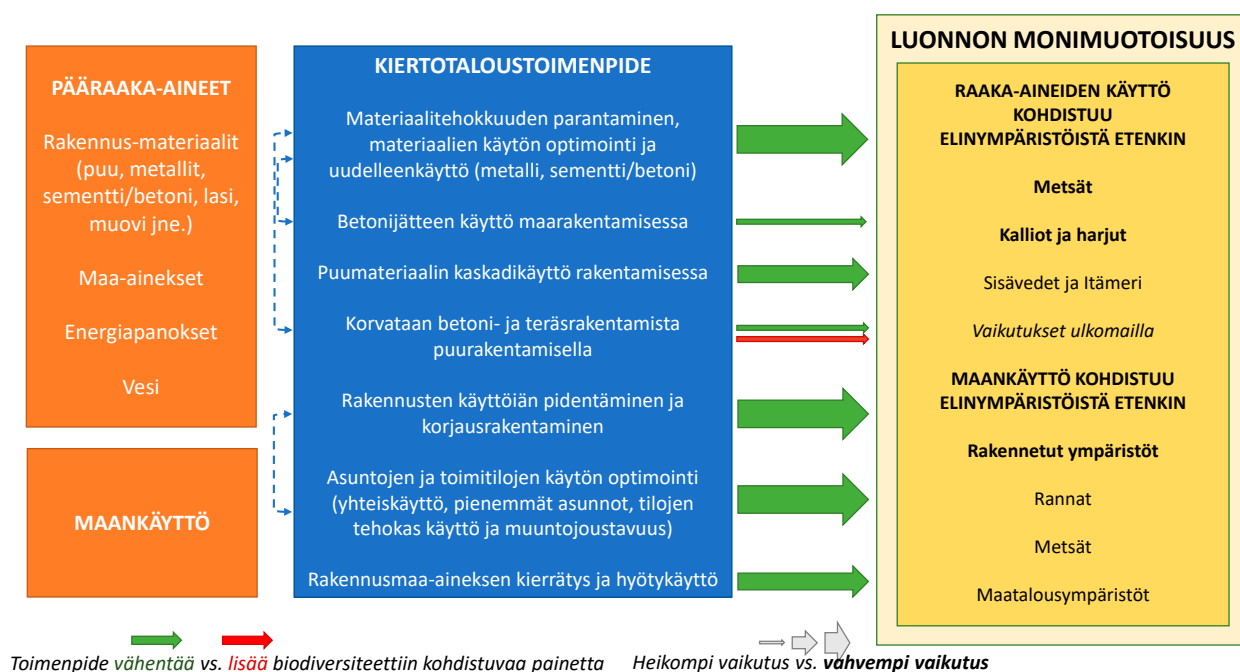 PÄÄRAAKA-AINEET
Rakennus-materiaalit
(puu, metallit,
sementti/betoni, lasi,
muovi jne.)
Maa-ainekset
Energiapanokset
Vesi
MAANKÄYTTÖ
KIERTOTALOUSTOIMENPIDE
Materiaalitehokkuuden parantaminen,
materiaalien käytön optimointi ja
uudelleenkäyttö (metalli, sementti/betoni)
Betonijätteen käyttö maarakentamisessa
Puumateriaalin kaskadikäyttö rakentamisessa
Korvataan betoni- ja teräsrakentamista
puurakentamisella
Rakennusten käyttöiän pidentäminen ja
korjausrakentaminen
Asuntojen ja toimitilojen käytön optimointi
(yhteiskäyttö, pienemmät asunnot, tilojen
tehokas käyttö ja muuntojoustavuus)
Rakennusmaa-aineksen kierrätys ja hyötykäyttö
LUONNON MONIMUOTOISUUS
RAAKA-AINEIDEN KÄYTTÖ
KOHDISTUU
ELINYMPÄRISTÖISTÄ ETENKIN
Metsät
Kalliot ja harjut
Sisävedet ja Itämeri
Vaikutukset ulkomailla
MAANKÄYTTÖ KOHDISTUU
ELINYMPÄRISTÖISTÄ ETENKIN
Rakennetut ympäristöt
Rannat
Metsät
Maatalousympäristöt
Toimenpide vähentää vs. lisää biodiversiteettiin kohdistuvaa painetta
Heikompi vaikutus vs. vahvempi vaikutus